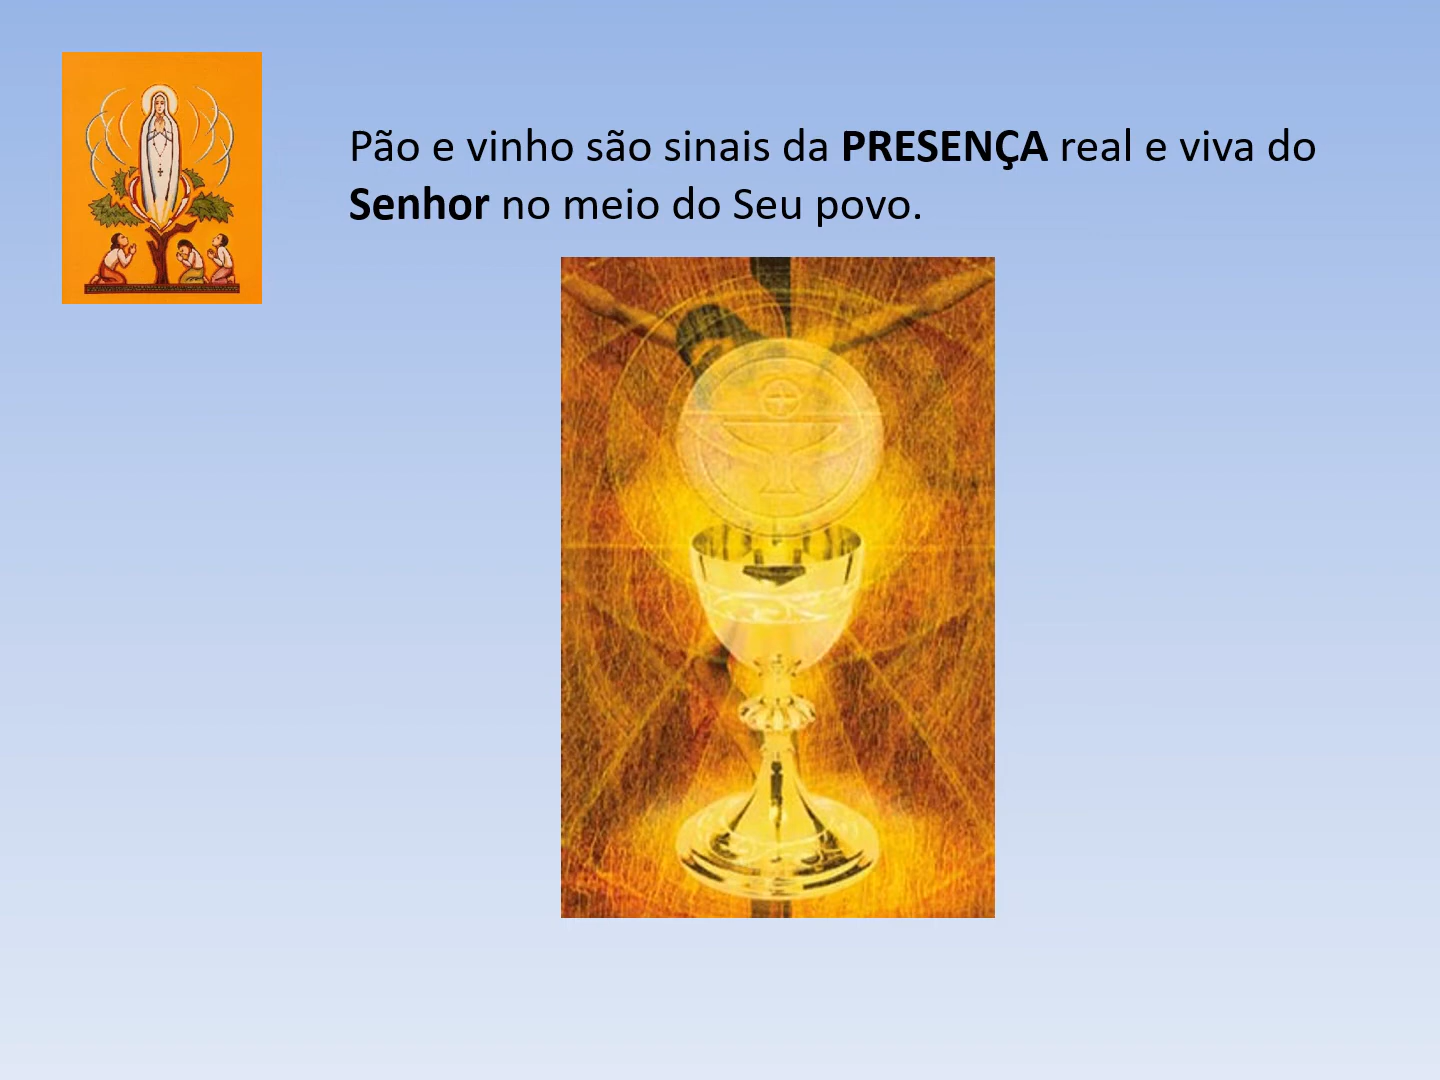 Pão e vinho são sinais da PRESENÇA real e viva do
Senhor no meio do Seu povo.